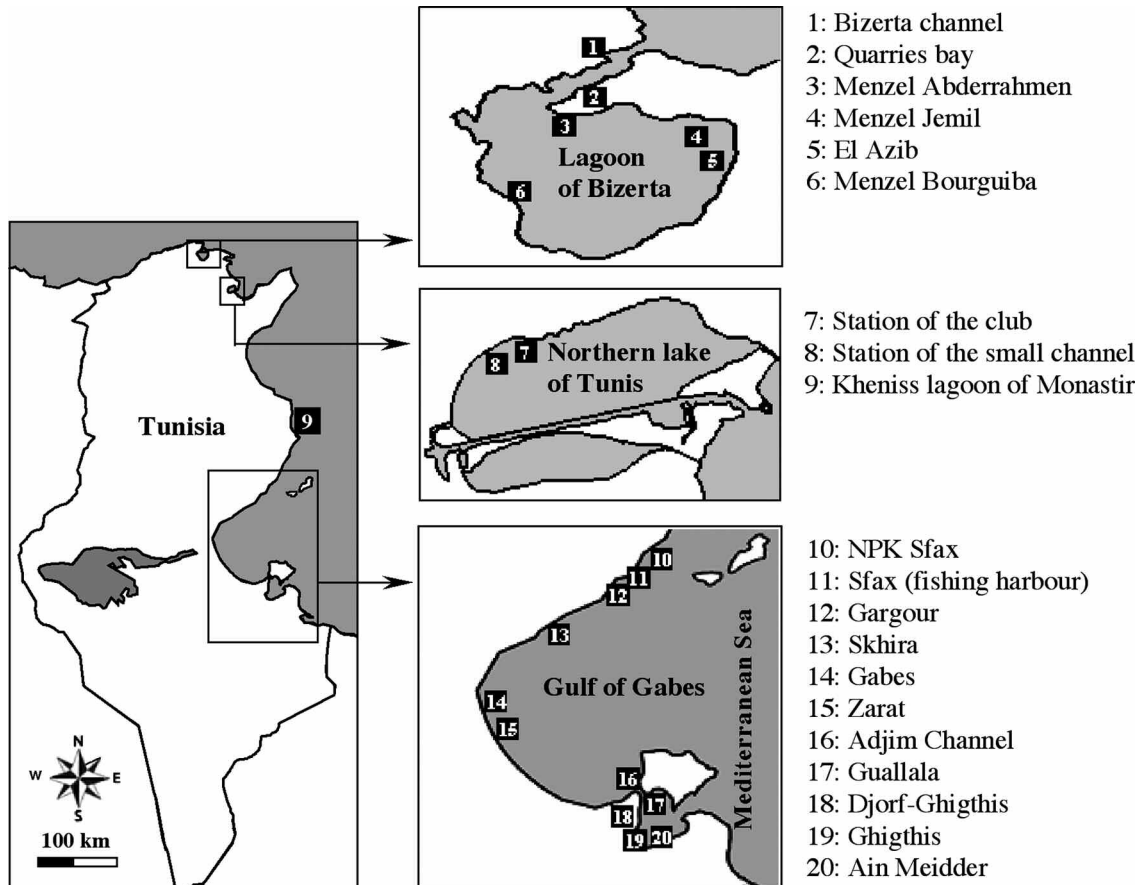 1
2
3
4
5
6
Lagoon
of Bizerta
1: Bizerta channel
2: Quarries bay
3: Menzel Abderrahmen
4: Menzel Jemil
5: El Azib
6: Menzel Bourguiba
7
8
Northern lake
of Tunis
7: Station of the club
8: Station of the small channel
9: Kheniss lagoon of Monastir
Tunisia
9
N
W E
S
100 km
10
11
12
13
14
15
16
17
18
19
20
Gulf of Gabes
Mediterranean Sea
10: NPK Sfax
11: Sfax (fishing harbour)
12: Gargour
13: Skhira
14: Gabes
15: Zarat
16: Adjim Channel
17: Guallala
18: Djorf-Ghigthis
19: Ghigthis
20: Ain Meidder